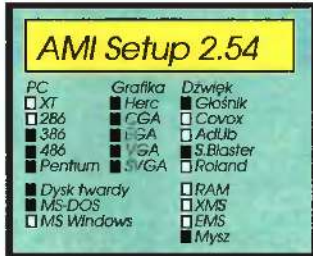 AMI Setup 2.54
PC Grafika Dźwięk
XT Herc Głośnik
286 CGA Covox
386 EGA AdLib
486 VGA S.Blaster
Pentium SVGA Roland
Dysk twardy RAM
MS-DOS XMS
MS Windows EMS
Mysz